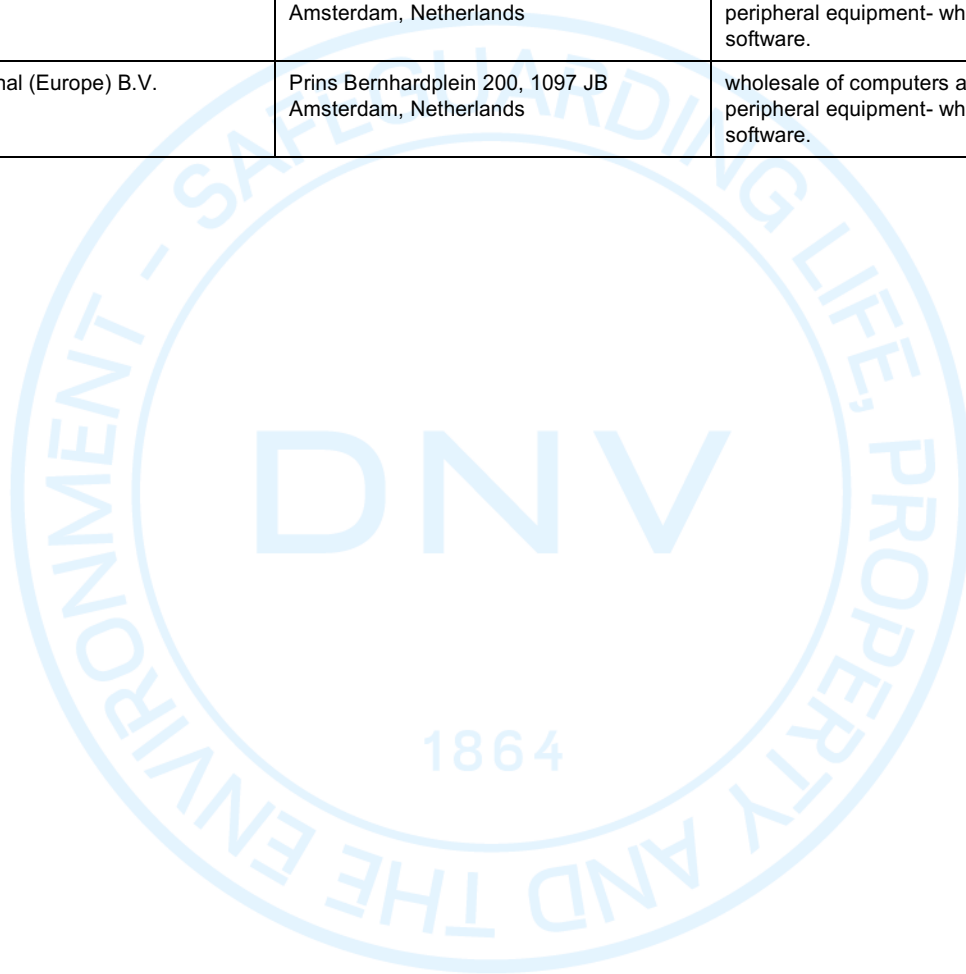 Amsterdam, Netherlands
peripheral equipment- wh
software.
nal (Europe) B.V.
Prins Bernhardplein 200, 1097 JB
Amsterdam, Netherlands
wholesale of computers a
peripheral equipment- wh
software.
SAFEGUARDING LIFE, PROPERTY AND THE ENVIRONMENT -
DNV
1864